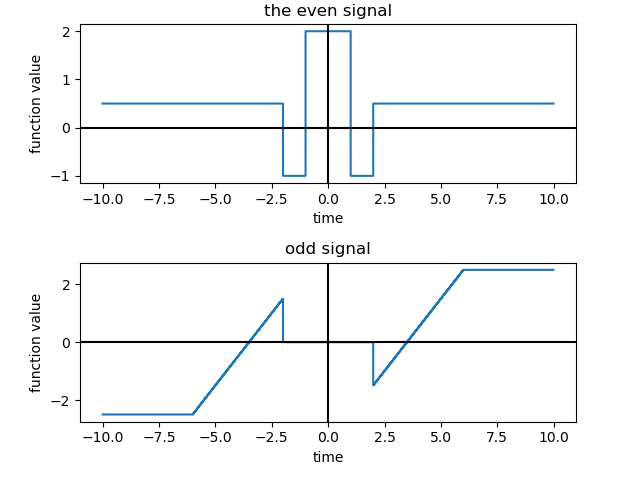 the even signal
2
1
0
−1
function value
−10.0 −7.5 −5.0 −2.5 0.0 2.5 5.0 7.5 10.0
time
odd signal
2
0
−2
function value
−10.0 −7.5 −5.0 −2.5 0.0 2.5 5.0 7.5 10.0
time